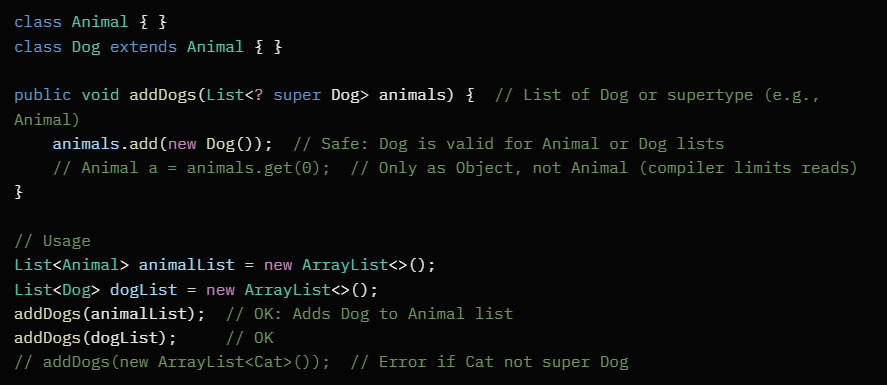 class Animal { }
class Dog extends Animal { }

public void addDogs(List<? super Dog> animals) {  // List of Dog or supertype (e.g.,
Animal)
    animals.add(new Dog());  // Safe: Dog is valid for Animal or Dog lists
    // Animal a = animals.get(0);  // Only as Object, not Animal (compiler limits reads)
}

// Usage
List<Animal> animalList = new ArrayList<>();
List<Dog> dogList = new ArrayList<>();
addDogs(animalList);  // OK: Adds Dog to Animal list
addDogs(dogList);     // OK
// addDogs(new ArrayList<Cat>());  // Error if Cat not super Dog